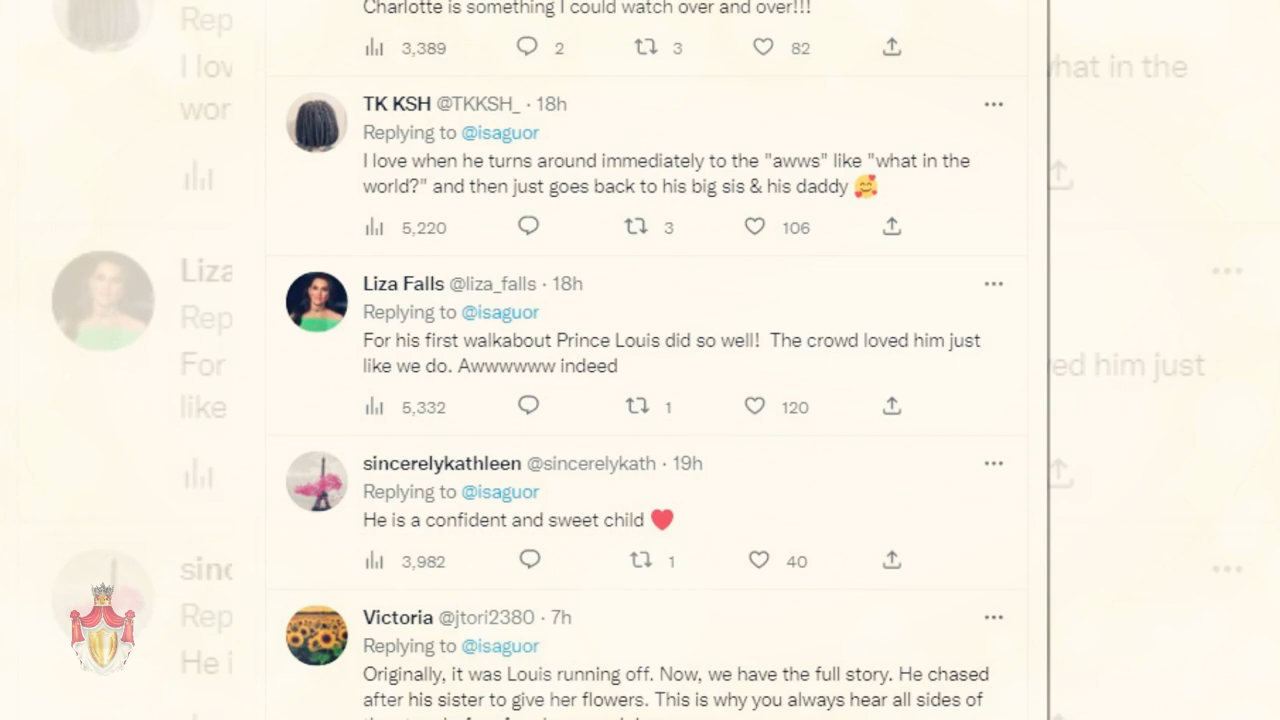 Charlotte is something I could watch over and over!!!
3,389 2 3 82
TK KSH @TKKSH_ · 18h
Replying to @isaguor
I love when he turns around immediately to the "awws" like "what in the
world?" and then just goes back to his big sis & his daddy 🥰
5,220 3 106
Liza Falls @liza_falls · 18h
Replying to @isaguor
For his first walkabout Prince Louis did so well! The crowd loved him just
like we do. Awwwwww indeed
5,332 1 120
sincerelykathleen @sincerelykath · 19h
Replying to @isaguor
He is a confident and sweet child ❤️
3,982 1 40
Victoria @jtori2380 · 7h
Replying to @isaguor
Originally, it was Louis running off. Now, we have the full story. He chased
after his sister to give her flowers. This is why you always hear all sides of